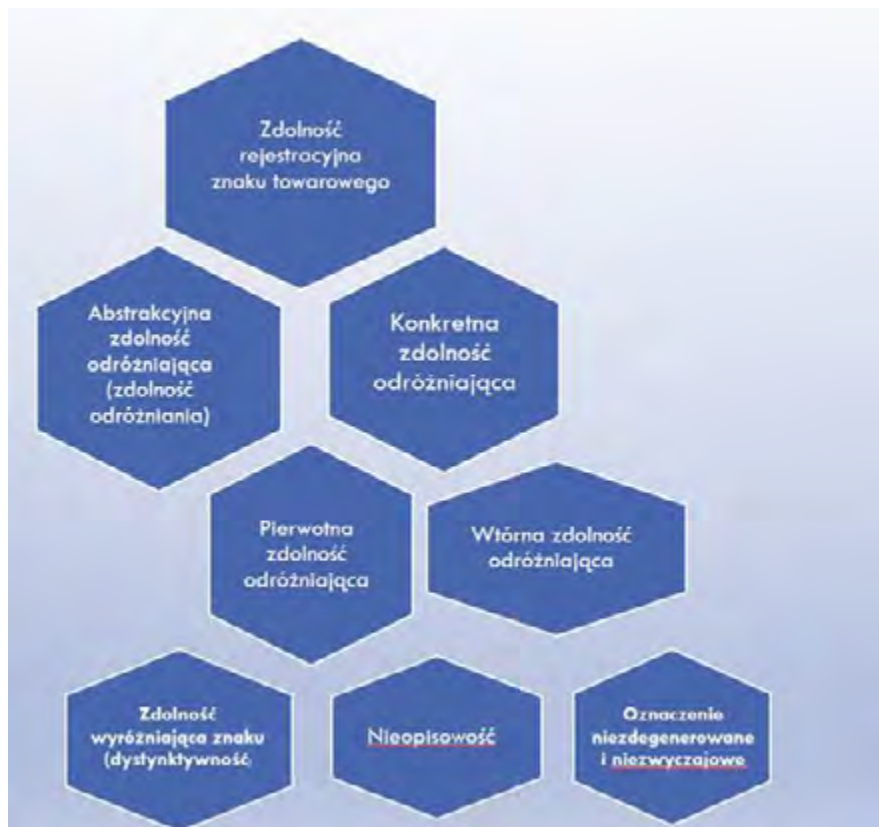 Zdolność
rejestracyjna
znaku towarowego
Abstrakcyjna
zdolność
odróżniająca
(zdolność
odróżniania)
Konkretna
zdolność
odróżniająca
Pierwotna
zdolność
odróżniająca
Wtórna zdolność
odróżniająca
Zdolność
wyróżniająca znaku
(dystynktywność
Nieopisowość
Oznaczenie
niezdegenerowane
i niezwyczajowe